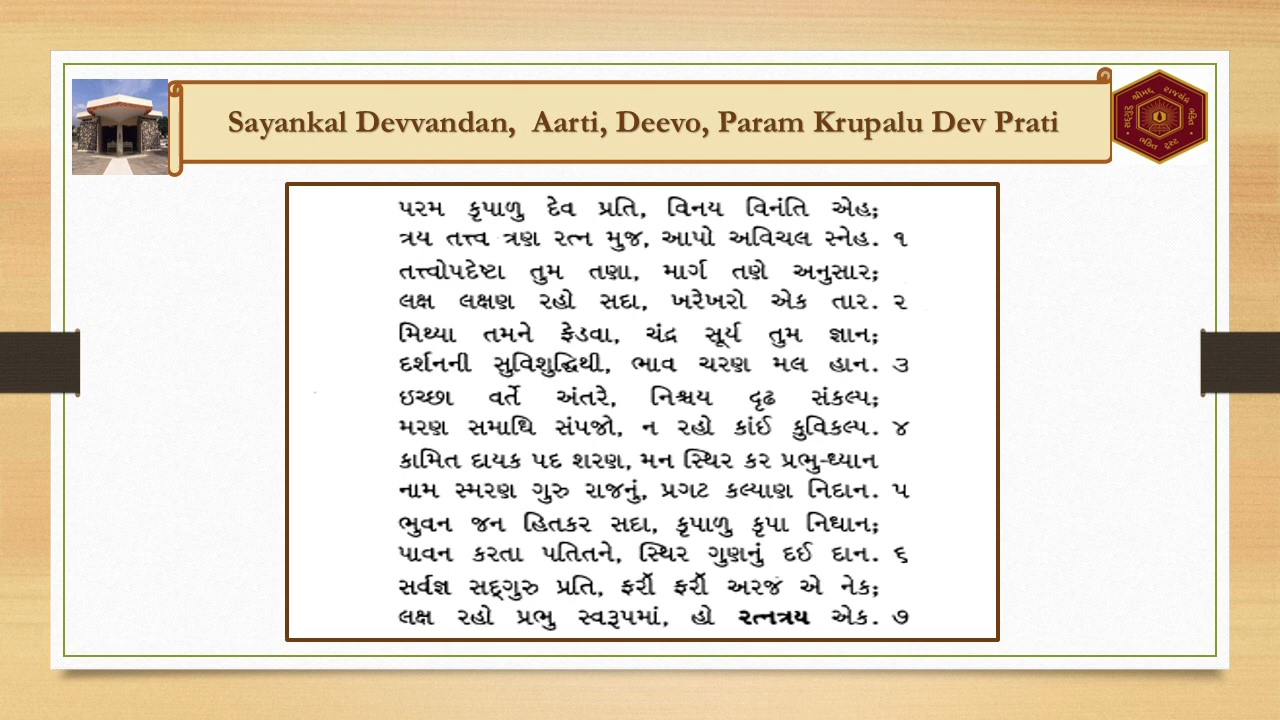 Sayankal Devvandan,  Aarti, Deevo, Param Krupalu Dev Prati
પરમ કૃપાળુ દેવ પ્રતિ, વિનય વિનંતિ એહ;
ત્રય તત્ત્વ ત્રણ રત્ન મુજ, આપો અવિચલ સ્નેહ. ૧
તત્ત્વોપદેષ્ટા તુમ તણા, માર્ગ તણે અનુસાર;
લક્ષ લક્ષણ રહો સદા, ખરેખરો એક તાર. ૨
મિથ્યા તમને ફેડવા, ચંદ્ર સૂર્ય તુમ જ્ઞાન;
દર્શનની સુવિશુદ્ધિથી, ભાવ ચરણ મલ હાન. ૩
ઇચ્છા વર્તે અંતરે, નિશ્ચય દૃઢ સંકલ્પ;
મરણ સમાધિ સંપજો, ન રહો કાંઈ કુવિકલ્પ. ૪
કામિત દાયક પદ શરણ, મન સ્થિર કર પ્રભુ-ધ્યાન
નામ સ્મરણ ગુરુ રાજનું, પ્રગટ કલ્યાણ નિદાન. ૫
ભુવન જન હિતકર સદા, કૃપાળુ કૃપા નિધાન;
પાવન કરતા પતિતને, સ્થિર ગુણનું દઈ દાન. ૬
સર્વજ્ઞ સદ્ગુરુ પ્રતિ, ફરી ફરી અરજ એ નેક;
લક્ષ રહો પ્રભુ સ્વરૂપમાં, હો રત્નત્રય એક. ૭
શ્રીમદ્ રાજચંદ્ર
ભક્તિ ટ્રસ્ટ